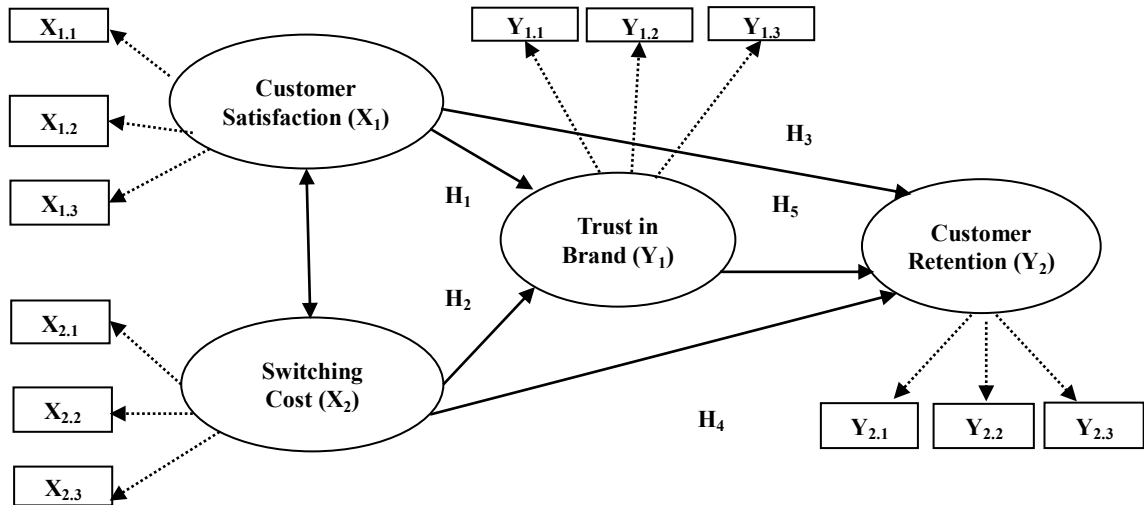 X1.1
Y1.1
Y1.2
Y1.3
Customer
Satisfaction (X1)
X1.2
H3
X1.3
H1
H5
Trust in
Brand (Y1)
Customer
Retention (Y2)
H2
X2.1
Switching
Cost (X2)
X2.2
H4
Y2.1
Y2.2
Y2.3
X2.3